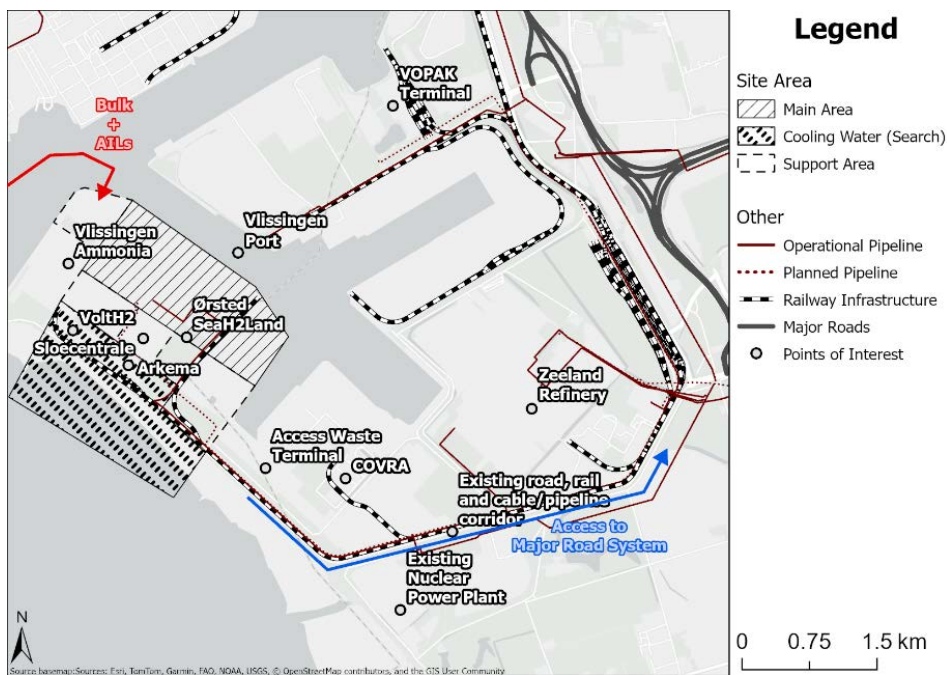 VOPAK
Terminal
Bulk
+
AILs
Vlissingen
Ammonia
Vlissingen
Port
Ørsted
SeaH2Land
VoltH2
Sloecentrale
Arkema
Zeeland
Refinery
Access Waste
Terminal
COVRA
Existing road, rail
and cable/pipeline
corridor
Access to
Major Road System
Existing
Nuclear
Power Plant
N
Source basemap:Sources: Esri, TomTom, Garmin, FAO, NOAA, USGS, © OpenStreetMap contributors, and the GIS User Community
Legend
Site Area
Main Area
Cooling Water (Search)
Support Area
Other
Operational Pipeline
Planned Pipeline
Railway Infrastructure
Major Roads
Points of Interest
0 0.75 1.5 km